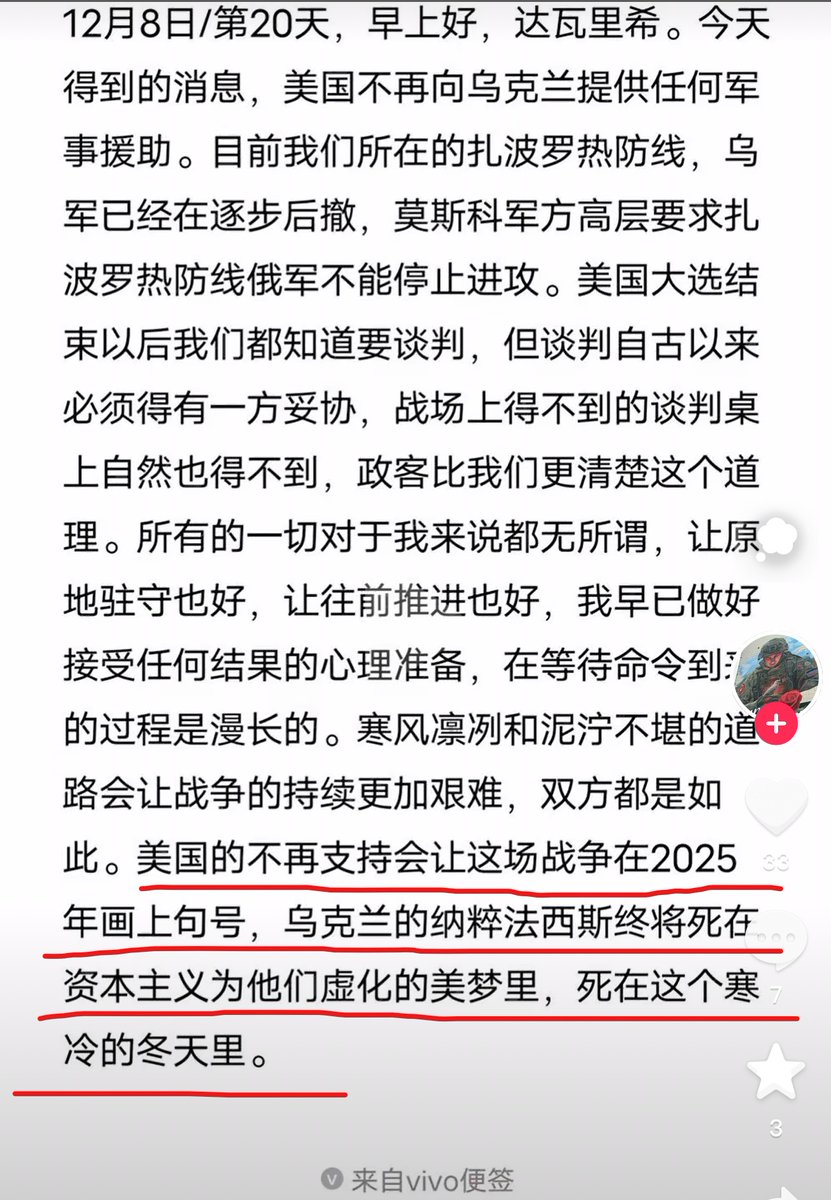 12月8日/第20天，早上好，达瓦里希。今天
得到的消息，美国不再向乌克兰提供任何军
事援助。目前我们所在的扎波罗热防线，乌
军已经在逐步后撤，莫斯科军方高层要求扎
波罗热防线俄军不能停止进攻。美国大选结
束以后我们都知道要谈判，但谈判自古以来
必须得有一方妥协，战场上得不到的谈判桌
上自然也得不到，政客比我们更清楚这个道
理。所有的一切对于我来说都无所谓，让原
地驻守也好，让往前推进也好，我早已做好
接受任何结果的心理准备，在等待命令到来
的过程是漫长的。寒风凛冽和泥泞不堪的道
路会让战争的持续更加艰难，双方都是如
此。美国的不再支持会让这场战争在2025
年画上句号，乌克兰的纳粹法西斯终将死在
资本主义为他们虚化的美梦里，死在这个寒
冷的冬天里。
33
7
3
来自vivo便签